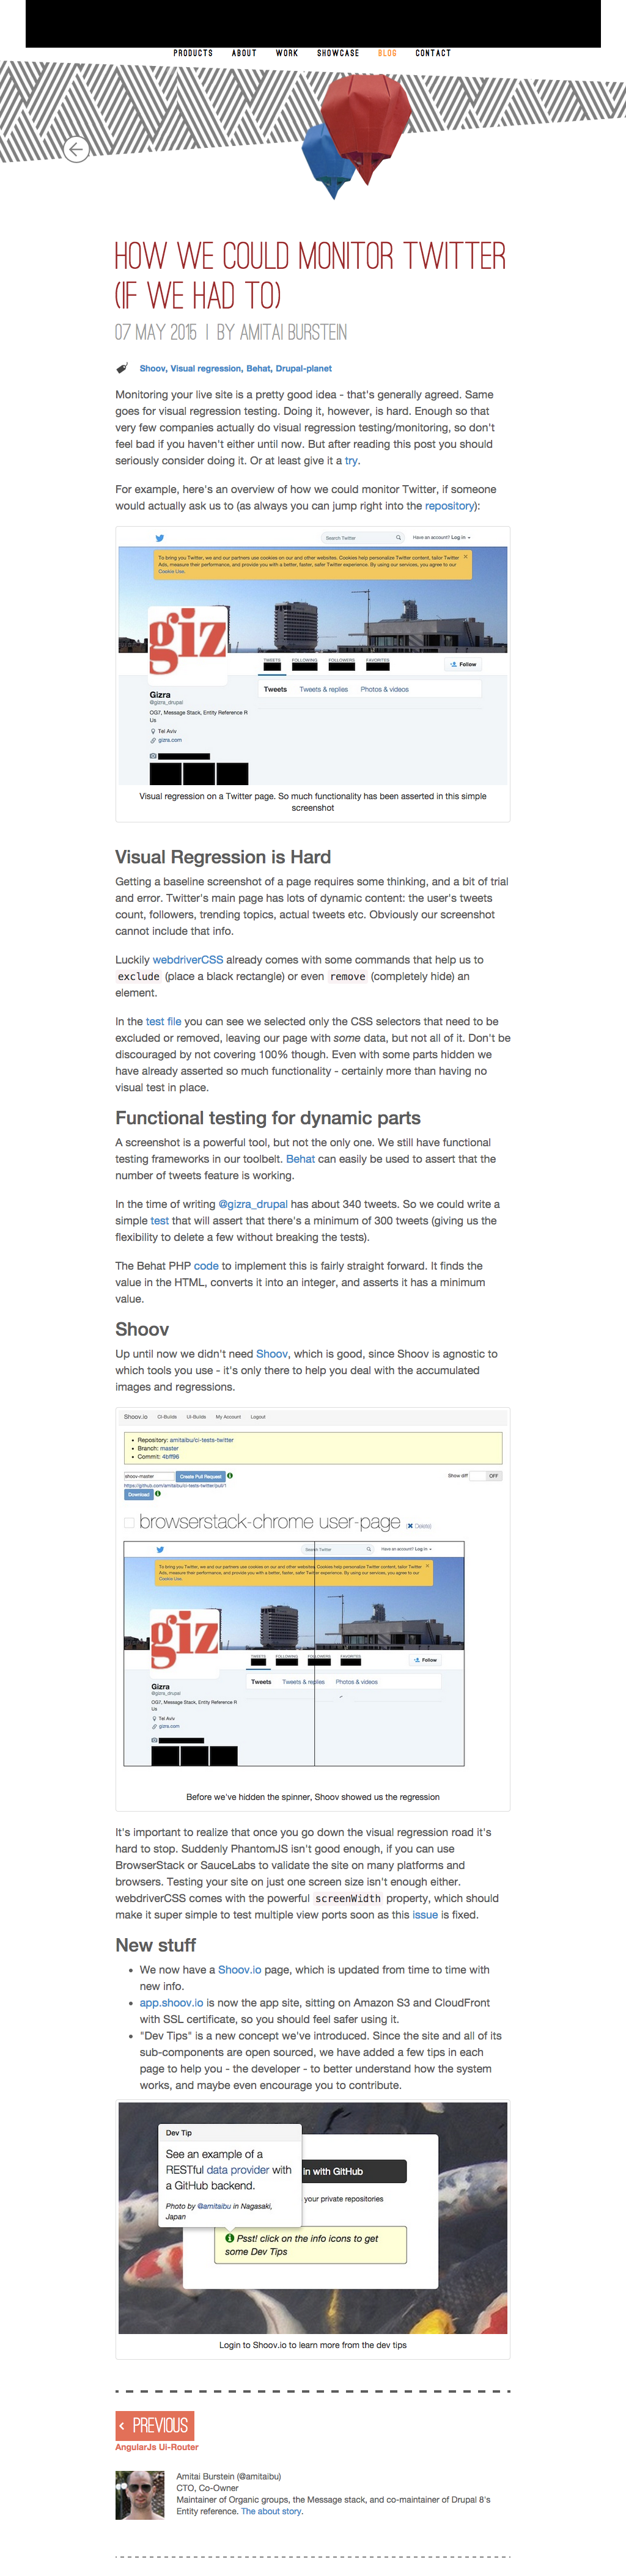 PRODUCTS ABOUT WORK SHOWCASE BLOG CONTACT
HOW WE COULD MONITOR TWITTER
(IF WE HAD TO)
07 MAY 2015 | BY AMITAI BURSTEIN
Shoov, Visual regression, Behat, Drupal-planet
Monitoring your live site is a pretty good idea - that's generally agreed. Same
goes for visual regression testing. Doing it, however, is hard. Enough so that
very few companies actually do visual regression testing/monitoring, so don't
feel bad if you haven't either until now. But after reading this post you should
seriously consider doing it. Or at least give it a try.
For example, here's an overview of how we could monitor Twitter, if someone
would actually ask us to (as always you can jump right into the repository):
Search Twitter
Have an account? Log in
To bring you Twitter, we and our partners use cookies on our and other websites. Cookies help personalize Twitter content, tailor Twitter
Ads, measure their performance, and provide you with a better, faster, safer Twitter experience. By using our services, you agree to our
Cookie Use.
giz
TWEETS FOLLOWING FOLLOWERS FAVORITES
Follow
Gizra
@gizra_drupal
Tweets Tweets & replies Photos & videos
OG7, Message Stack, Entity Reference R
Us
Tel Aviv
gizra.com
Visual regression on a Twitter page. So much functionality has been asserted in this simple
screenshot
Visual Regression is Hard
Getting a baseline screenshot of a page requires some thinking, and a bit of trial
and error. Twitter's main page has lots of dynamic content: the user's tweets
count, followers, trending topics, actual tweets etc. Obviously our screenshot
cannot include that info.
Luckily webdriverCSS already comes with some commands that help us to
exclude (place a black rectangle) or even remove (completely hide) an
element.
In the test file you can see we selected only the CSS selectors that need to be
excluded or removed, leaving our page with some data, but not all of it. Don't be
discouraged by not covering 100% though. Even with some parts hidden we
have already asserted so much functionality - certainly more than having no
visual test in place.
Functional testing for dynamic parts
A screenshot is a powerful tool, but not the only one. We still have functional
testing frameworks in our toolbelt. Behat can easily be used to assert that the
number of tweets feature is working.
In the time of writing @gizra_drupal has about 340 tweets. So we could write a
simple test that will assert that there's a minimum of 300 tweets (giving us the
flexibility to delete a few without breaking the tests).
The Behat PHP code to implement this is fairly straight forward. It finds the
value in the HTML, converts it into an integer, and asserts it has a minimum
value.
Shoov
Up until now we didn't need Shoov, which is good, since Shoov is agnostic to
which tools you use - it's only there to help you deal with the accumulated
images and regressions.
Shoov.io CI-Builds UI-Builds My Account Logout
Repository: amitaibu/ci-tests-twitter
Branch: master
Commit: 4bff96
shoov-master Create Pull Request
Show diff OFF
https://github.com/amitaibu/ci-tests-twitter/pull/1
Download
browserstack-chrome user-page (✖ Delete)
Search Twitter
Have an account? Log in
To bring you Twitter, we and our partners use cookies on our and other websites. Cookies help personalize Twitter content, tailor Twitter
Ads, measure their performance, and provide you with a better, faster, safer Twitter experience. By using our services, you agree to our
Cookie Use.
giz
TWEETS FOLLOWING FOLLOWERS FAVORITES
Follow
Gizra
@gizra_drupal
Tweets Tweets & replies Photos & videos
OG7, Message Stack, Entity Reference R
Us
Tel Aviv
gizra.com
Before we've hidden the spinner, Shoov showed us the regression
It's important to realize that once you go down the visual regression road it's
hard to stop. Suddenly PhantomJS isn't good enough, if you can use
BrowserStack or SauceLabs to validate the site on many platforms and
browsers. Testing your site on just one screen size isn't enough either.
webdriverCSS comes with the powerful screenWidth property, which should
make it super simple to test multiple view ports soon as this issue is fixed.
New stuff
We now have a Shoov.io page, which is updated from time to time with
new info.
app.shoov.io is now the app site, sitting on Amazon S3 and CloudFront
with SSL certificate, so you should feel safer using it.
"Dev Tips" is a new concept we've introduced. Since the site and all of its
sub-components are open sourced, we have added a few tips in each
page to help you - the developer - to better understand how the system
works, and maybe even encourage you to contribute.
Dev Tip
See an example of a
RESTful data provider with
a GitHub backend.
Photo by @amitaibu in Nagasaki,
Japan
in with GitHub
your private repositories
Psst! click on the info icons to get
some Dev Tips
Login to Shoov.io to learn more from the dev tips
PREVIOUS
AngularJs Ui-Router
Amitai Burstein (@amitaibu)
CTO, Co-Owner
Maintainer of Organic groups, the Message stack, and co-maintainer of Drupal 8's
Entity reference. The about story.